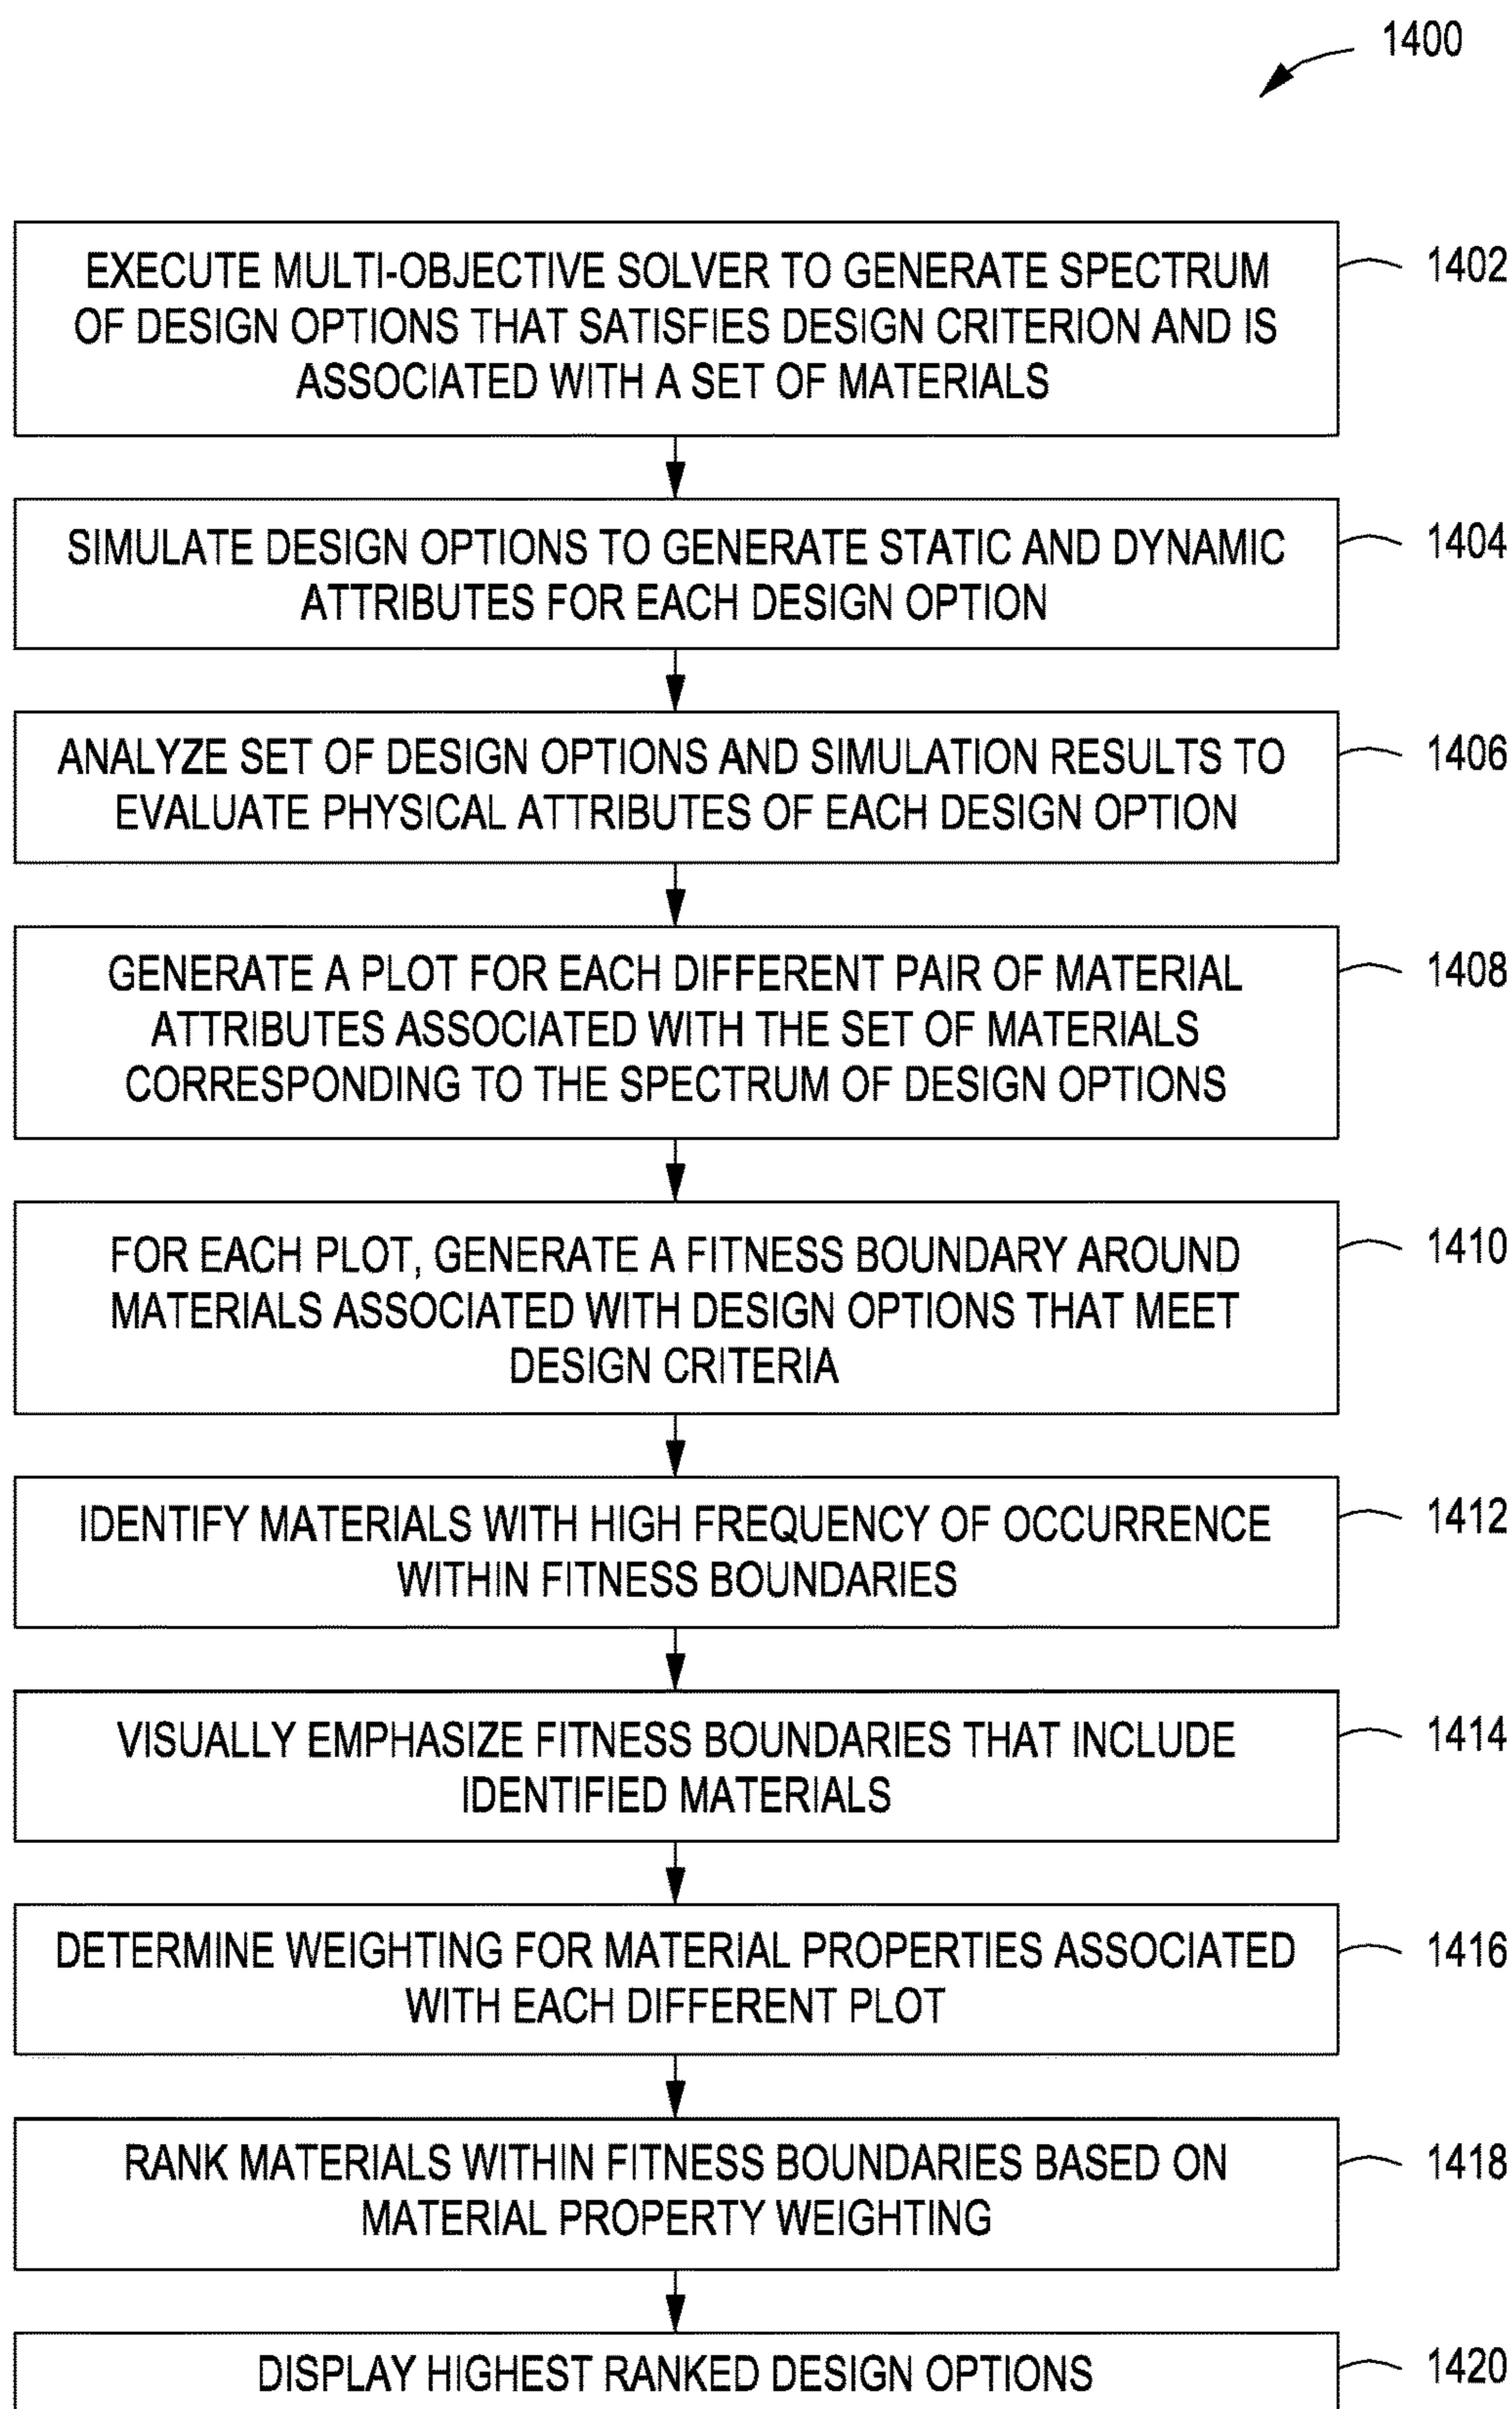 1400
EXECUTE MULTI-OBJECTIVE SOLVER TO GENERATE SPECTRUM
OF DESIGN OPTIONS THAT SATISFIES DESIGN CRITERION AND IS
ASSOCIATED WITH A SET OF MATERIALS
1402
SIMULATE DESIGN OPTIONS TO GENERATE STATIC AND DYNAMIC
ATTRIBUTES FOR EACH DESIGN OPTION
1404
ANALYZE SET OF DESIGN OPTIONS AND SIMULATION RESULTS TO
EVALUATE PHYSICAL ATTRIBUTES OF EACH DESIGN OPTION
1406
GENERATE A PLOT FOR EACH DIFFERENT PAIR OF MATERIAL
ATTRIBUTES ASSOCIATED WITH THE SET OF MATERIALS
CORRESPONDING TO THE SPECTRUM OF DESIGN OPTIONS
1408
FOR EACH PLOT, GENERATE A FITNESS BOUNDARY AROUND
MATERIALS ASSOCIATED WITH DESIGN OPTIONS THAT MEET
DESIGN CRITERIA
1410
IDENTIFY MATERIALS WITH HIGH FREQUENCY OF OCCURRENCE
WITHIN FITNESS BOUNDARIES
1412
VISUALLY EMPHASIZE FITNESS BOUNDARIES THAT INCLUDE
IDENTIFIED MATERIALS
1414
DETERMINE WEIGHTING FOR MATERIAL PROPERTIES ASSOCIATED
WITH EACH DIFFERENT PLOT
1416
RANK MATERIALS WITHIN FITNESS BOUNDARIES BASED ON
MATERIAL PROPERTY WEIGHTING
1418
DISPLAY HIGHEST RANKED DESIGN OPTIONS
1420